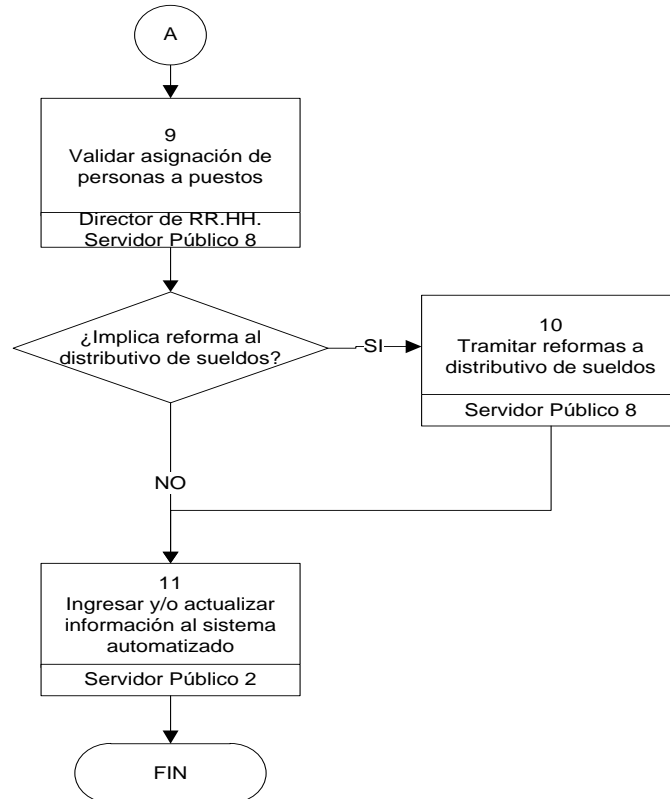 A
9
Validar asignación de
personas a puestos
Director de RR.HH.
Servidor Público 8
¿Implica reforma al
distributivo de sueldos?
SI
10
Tramitar reformas a
distributivo de sueldos
Servidor Público 8
NO
11
Ingresar y/o actualizar
información al sistema
automatizado
Servidor Público 2
FIN